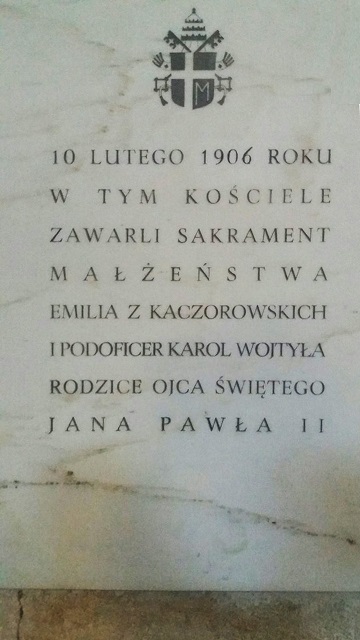 M
10 LUTEGO 1906 ROKU
W TYM KOŚCIELE
ZAWARLI SAKRAMENT
MAŁŻEŃSTWA
EMILIA Z KACZOROWSKICH
I PODOFICER KAROL WOJTYŁA
RODZICE OJCA ŚWIĘTEGO
JANA PAWŁA II